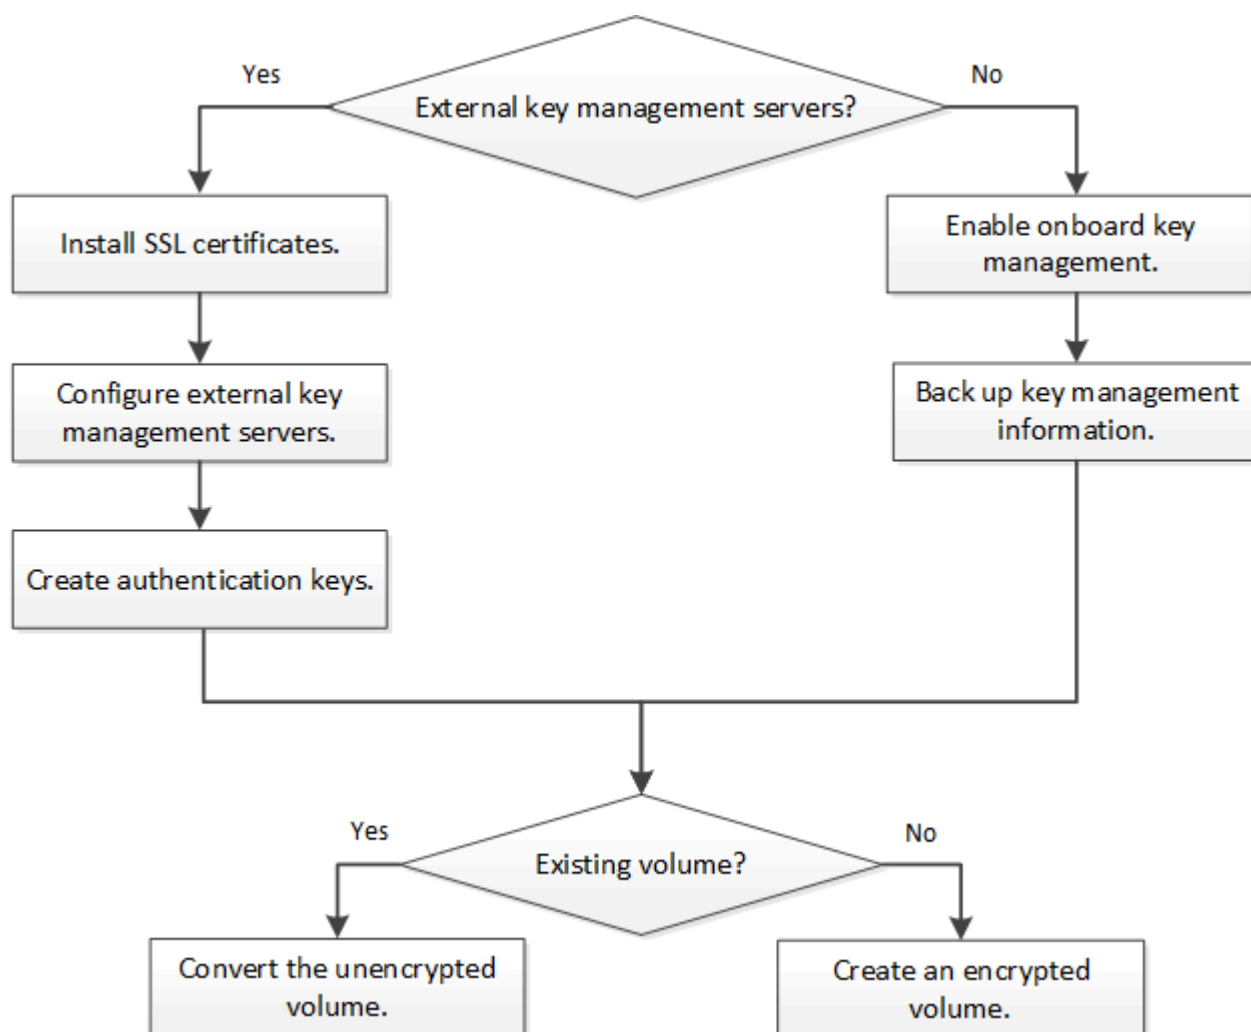 Yes
No
External key management servers?
Install SSL certificates.
Enable onboard key
management.
Configure external key
management servers.
Back up key management
information.
Create authentication keys.
Yes
No
Existing volume?
Convert the unencrypted
volume.
Create an encrypted
volume.